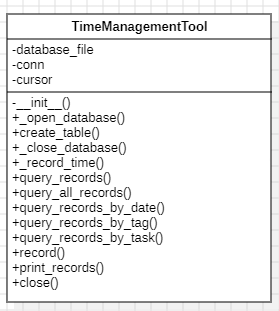 TimeManagementTool
-database_file
-conn
-cursor
-__init__()
+_open_database()
+create_table()
+_close_database()
+_record_time()
+query_records()
+query_all_records()
+query_records_by_date()
+query_records_by_tag()
+query_records_by_task()
+record()
+print_records()
+close()